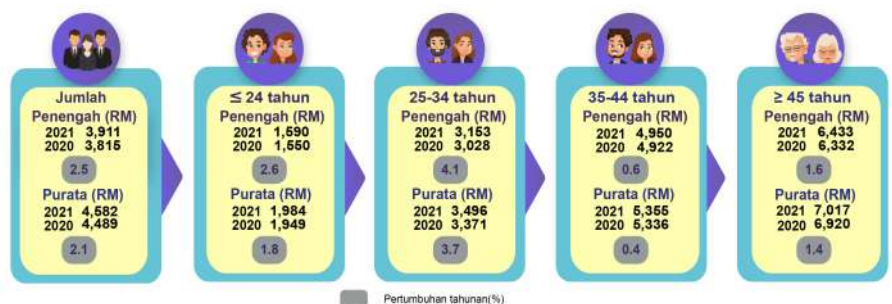 Jumlah
Penengah (RM)
2021 3,911
2020 3,815
2.5
Purata (RM)
2021 4,582
2020 4,489
2.1
≤ 24 tahun
Penengah (RM)
2021 1,590
2020 1,550
2.6
Purata (RM)
2021 1,984
2020 1,949
1.8
25-34 tahun
Penengah (RM)
2021 3,153
2020 3,028
4.1
Purata (RM)
2021 3,496
2020 3,371
3.7
35-44 tahun
Penengah (RM)
2021 4,950
2020 4,922
0.6
Purata (RM)
2021 5,355
2020 5,336
0.4
≥ 45 tahun
Penengah (RM)
2021 6,433
2020 6,332
1.6
Purata (RM)
2021 7,017
2020 6,920
1.4
Pertumbuhan tahunan(%)